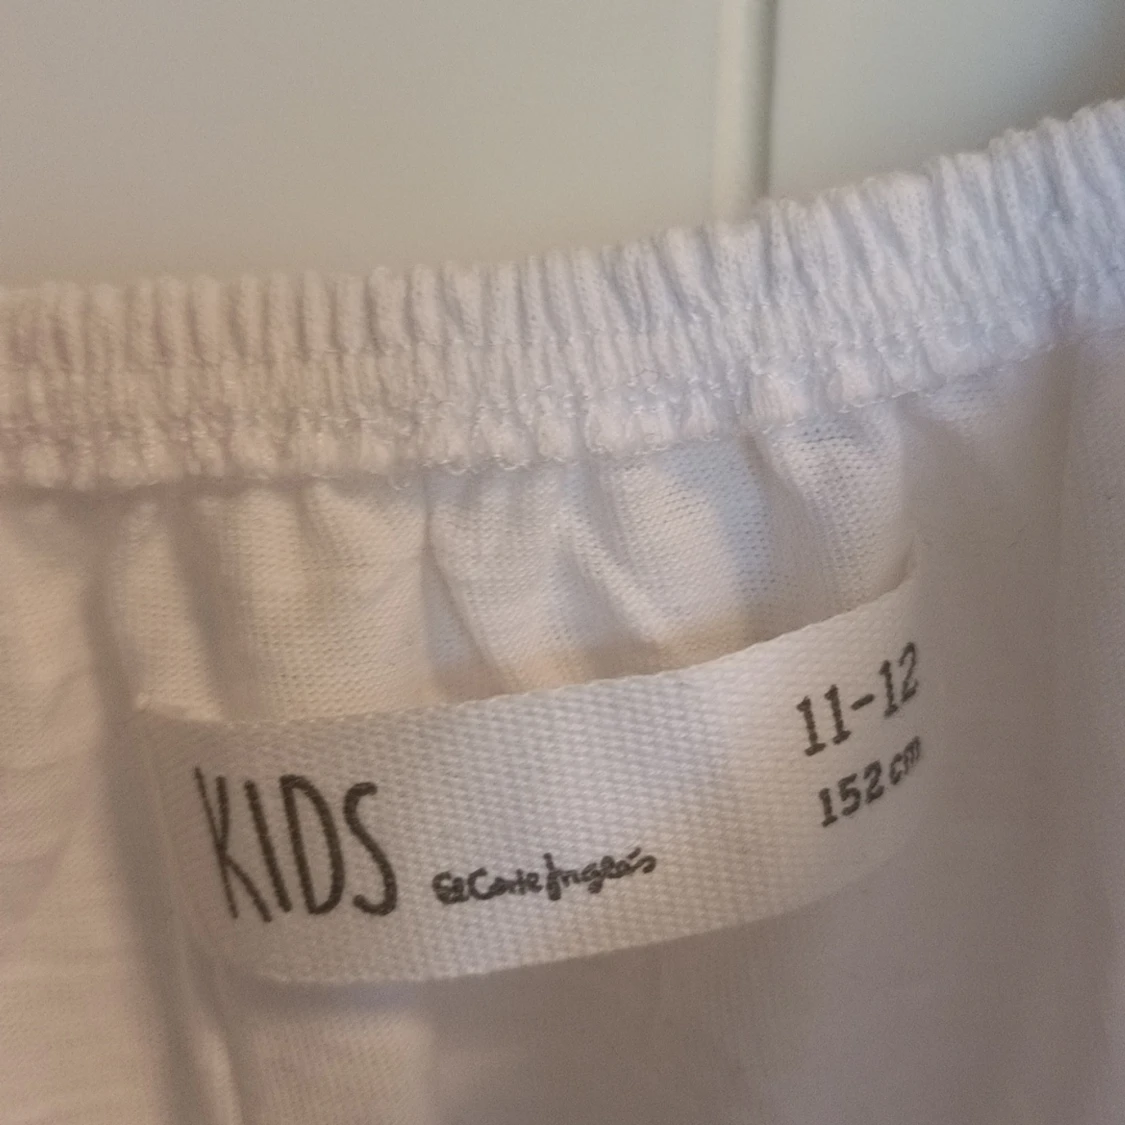 KIDS El Corte Inglés
11-12
152 cm